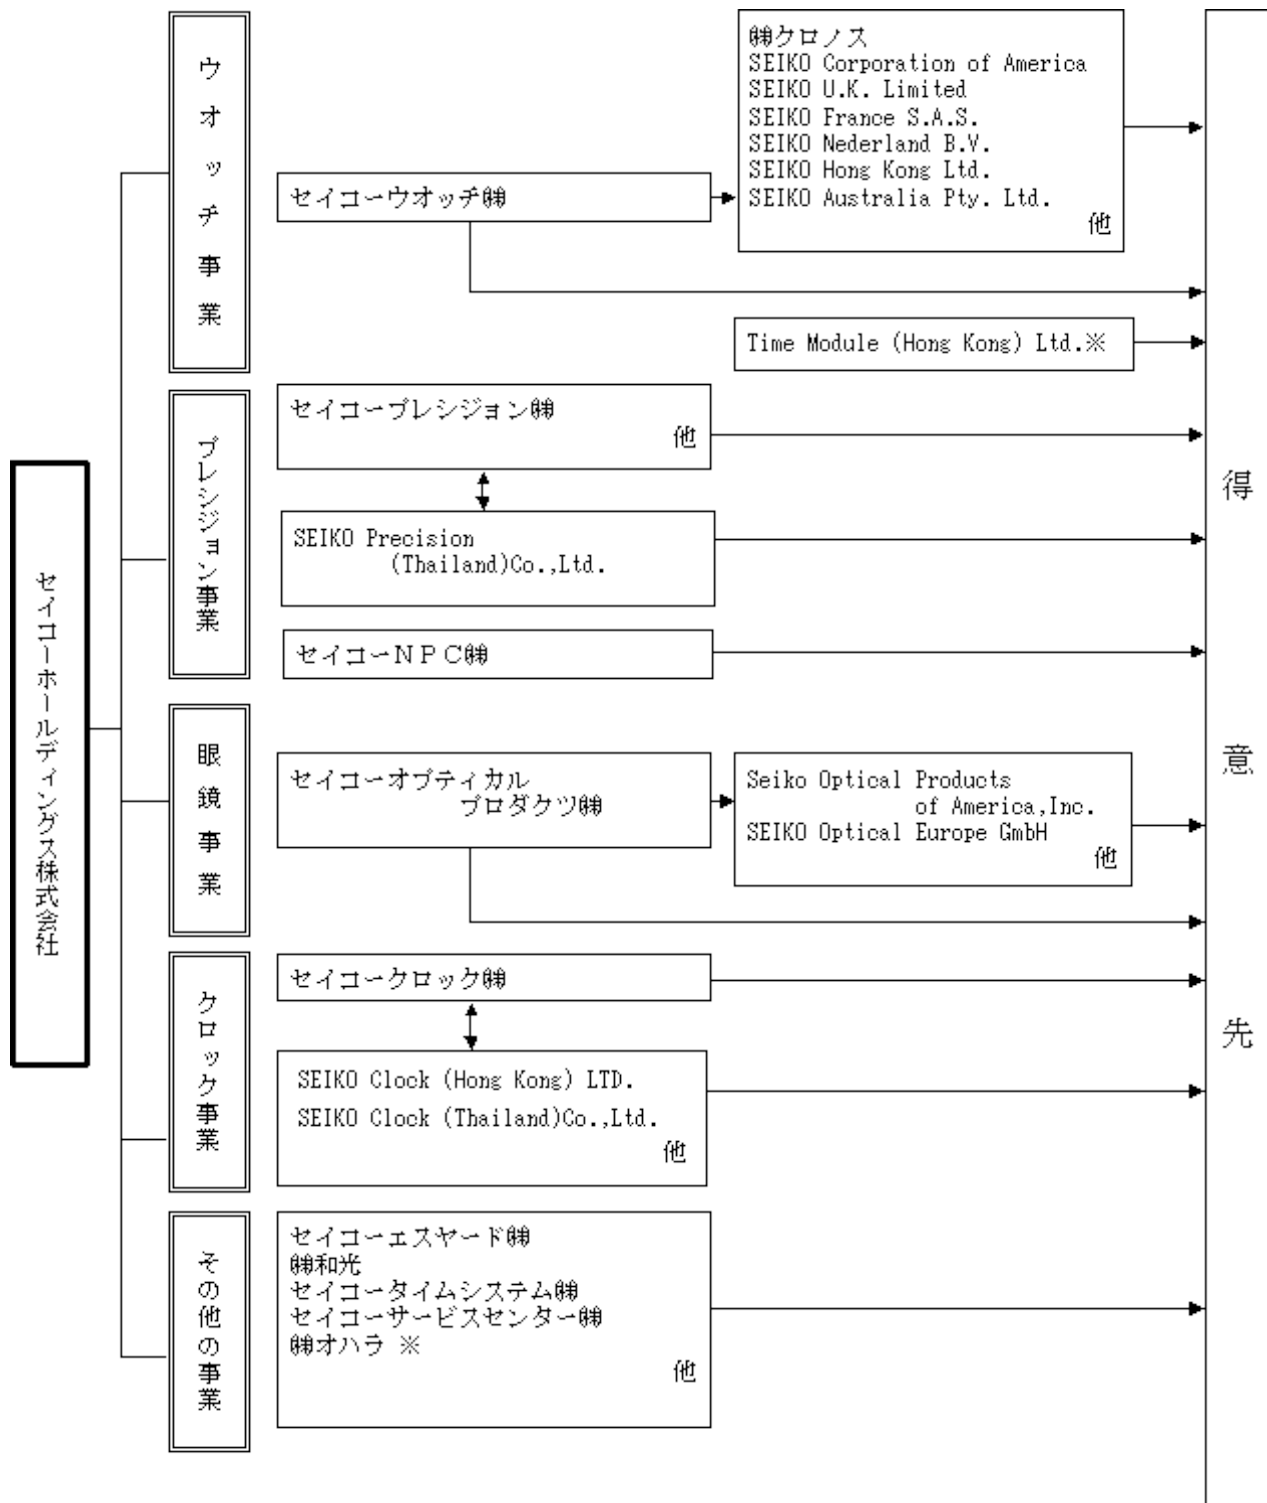 セイコーホールディングス株式会社
ウオッチ事業
セイコーウオッチ㈱
㈱クロノス
SEIKO Corporation of America
SEIKO U.K. Limited
SEIKO France S.A.S.
SEIKO Nederland B.V.
SEIKO Hong Kong Ltd.
SEIKO Australia Pty. Ltd.
他
Time Module (Hong Kong) Ltd.※
プレシジョン事業
セイコープレシジョン㈱
他
SEIKO Precision
(Thailand)Co.,Ltd.
セイコーＮＰＣ㈱
眼鏡事業
セイコーオプティカル
プロダクツ㈱
Seiko Optical Products
of America,Inc.
SEIKO Optical Europe GmbH
他
クロック事業
セイコークロック㈱
SEIKO Clock (Hong Kong) LTD.
SEIKO Clock (Thailand)Co.,Ltd.
他
その他の事業
セイコーエスヤード㈱
㈱和光
セイコータイムシステム㈱
セイコーサービスセンター㈱
㈱オハラ ※
他
得意先